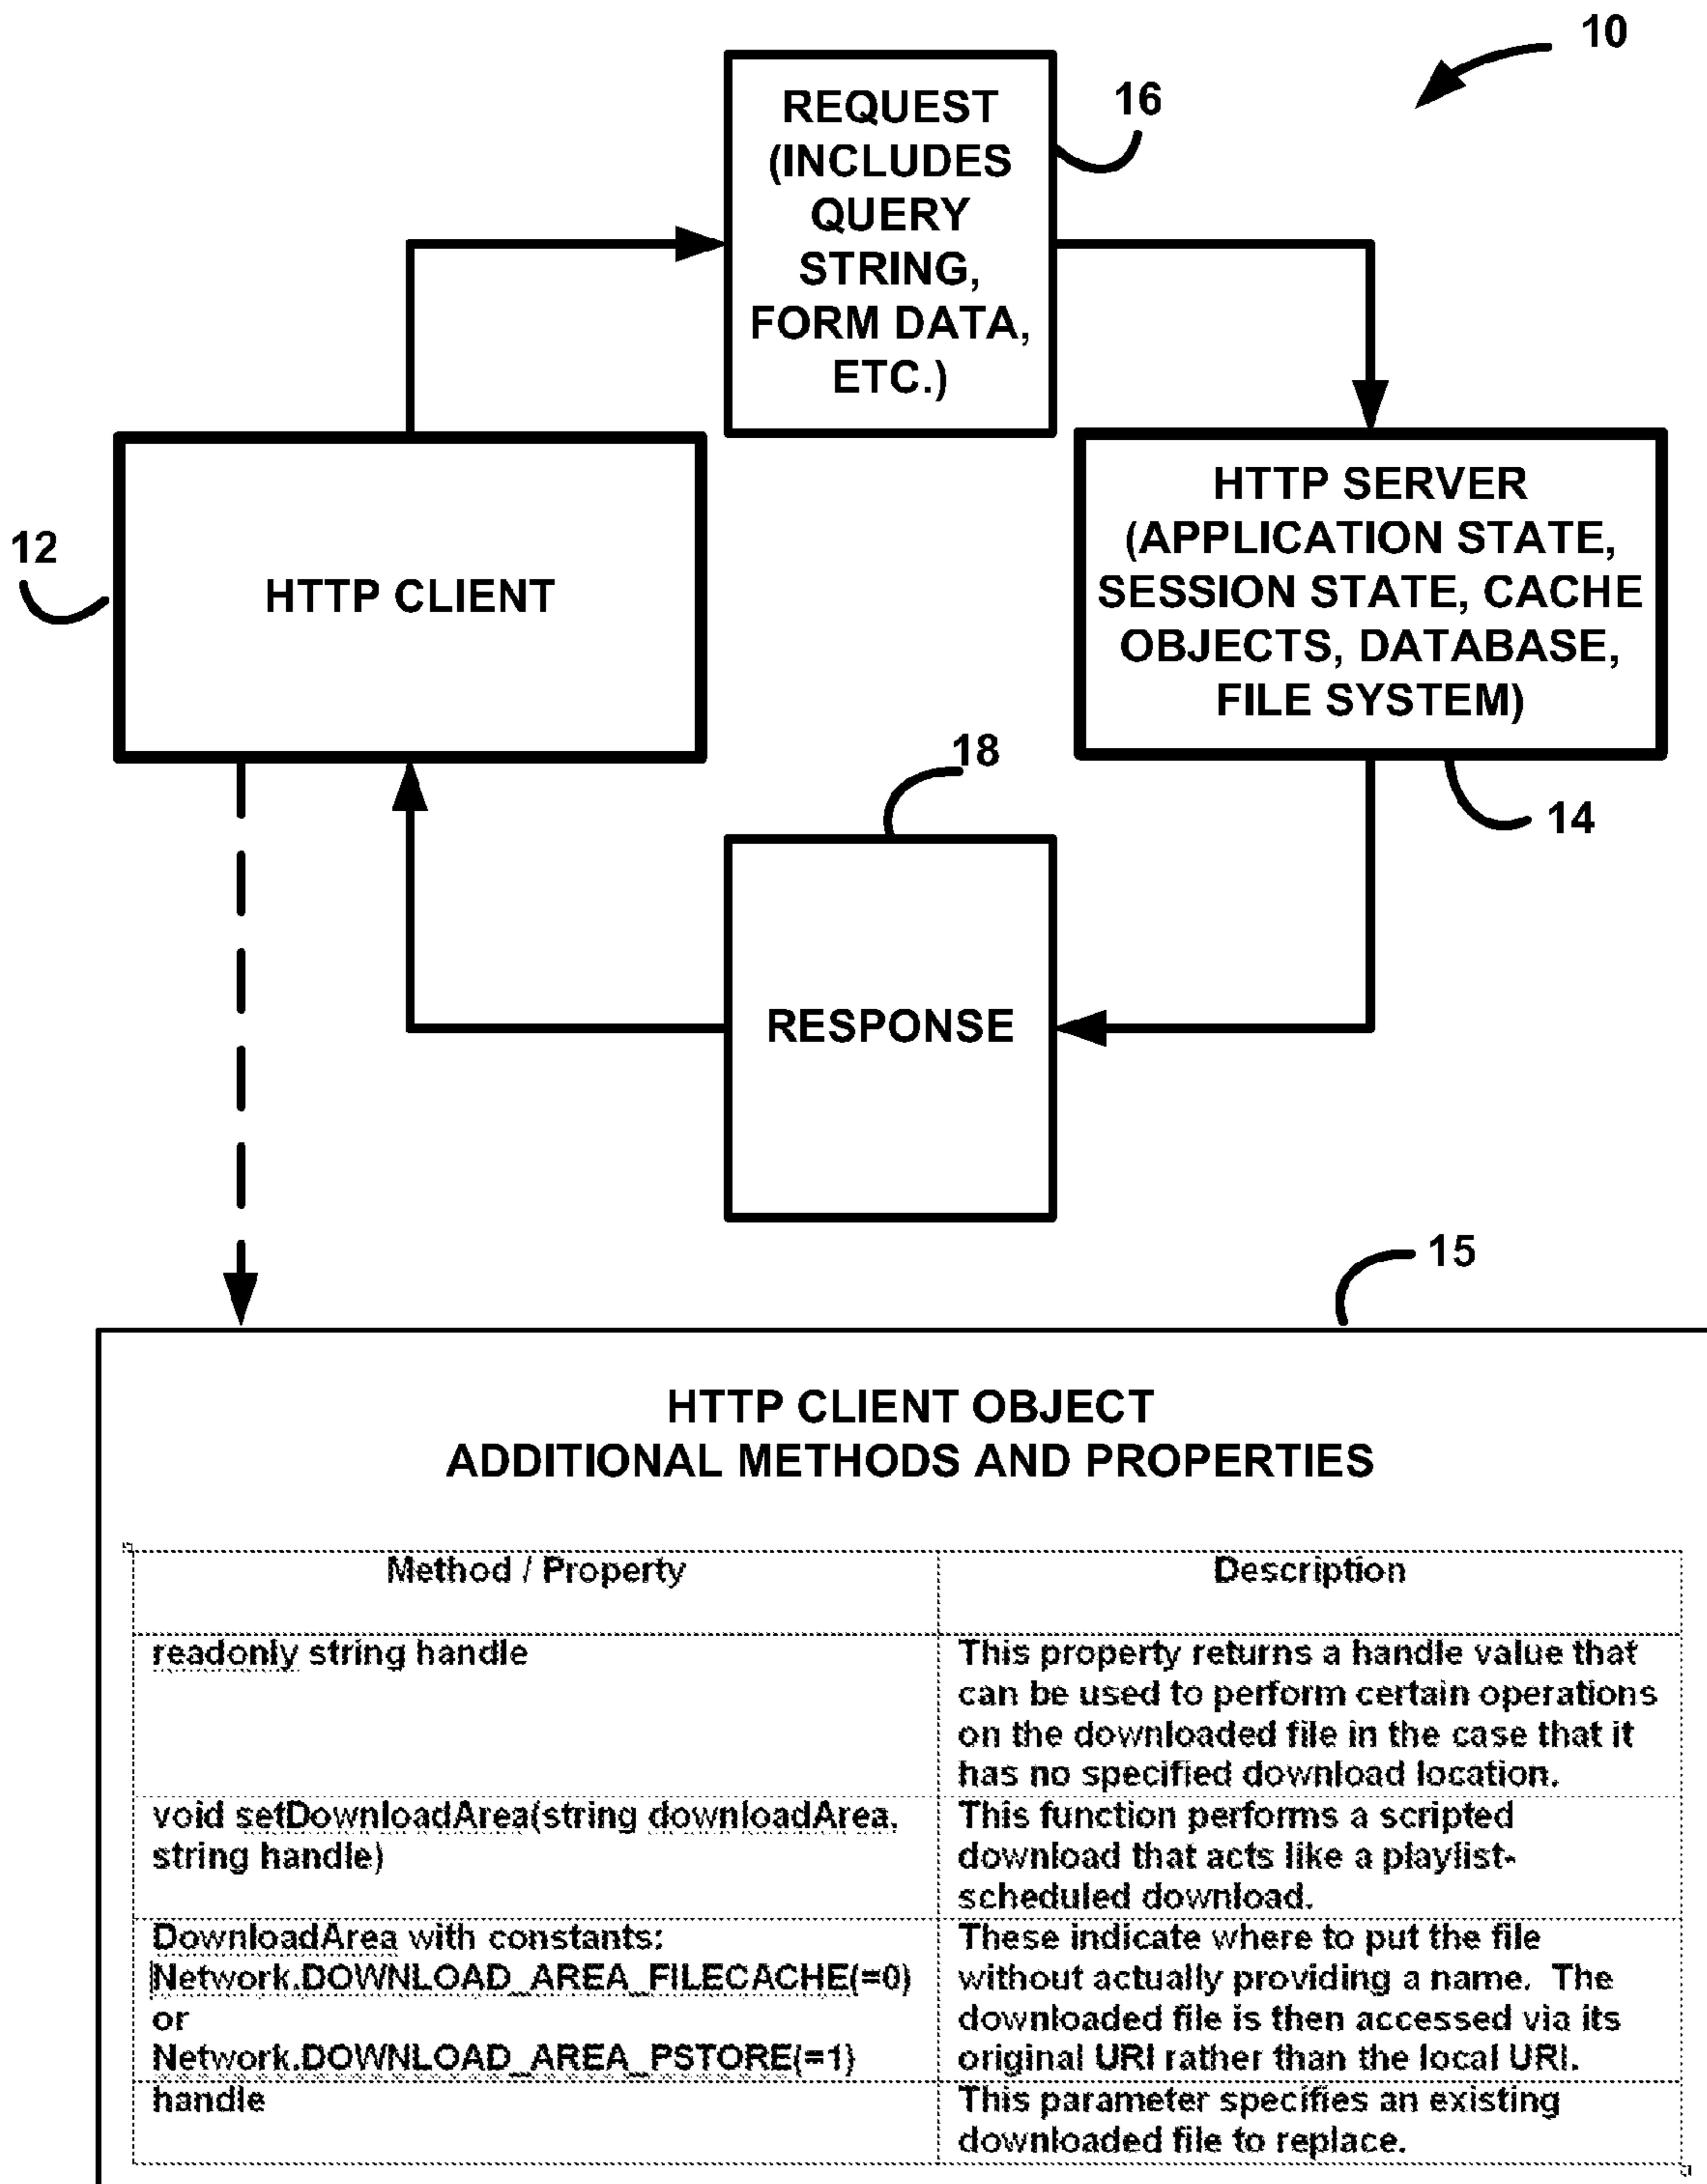 10
REQUEST
(INCLUDES
QUERY
STRING,
FORM DATA,
ETC.)
16
HTTP CLIENT
12
HTTP SERVER
(APPLICATION STATE,
SESSION STATE, CACHE
OBJECTS, DATABASE,
FILE SYSTEM)
14
18
RESPONSE
15
HTTP CLIENT OBJECT
ADDITIONAL METHODS AND PROPERTIES
Method / Property
Description
readonly string handle
This property returns a handle value that
can be used to perform certain operations
on the downloaded file in the case that it
has no specified download location.
void setDownloadArea(string downloadArea,
string handle)
This function performs a scripted
download that acts like a playlist-
scheduled download.
DownloadArea with constants:
Network.DOWNLOAD_AREA_FILECACHE(=0)
or
Network.DOWNLOAD_AREA_PSTORE(=1)
These indicate where to put the file
without actually providing a name. The
downloaded file is then accessed via its
original URI rather than the local URI.
handle
This parameter specifies an existing
downloaded file to replace.